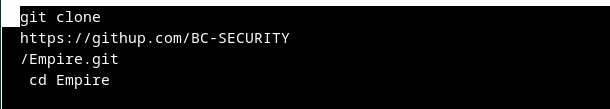 git clone
https://githup.com/BC-SECURITY
/Empire.git
cd Empire